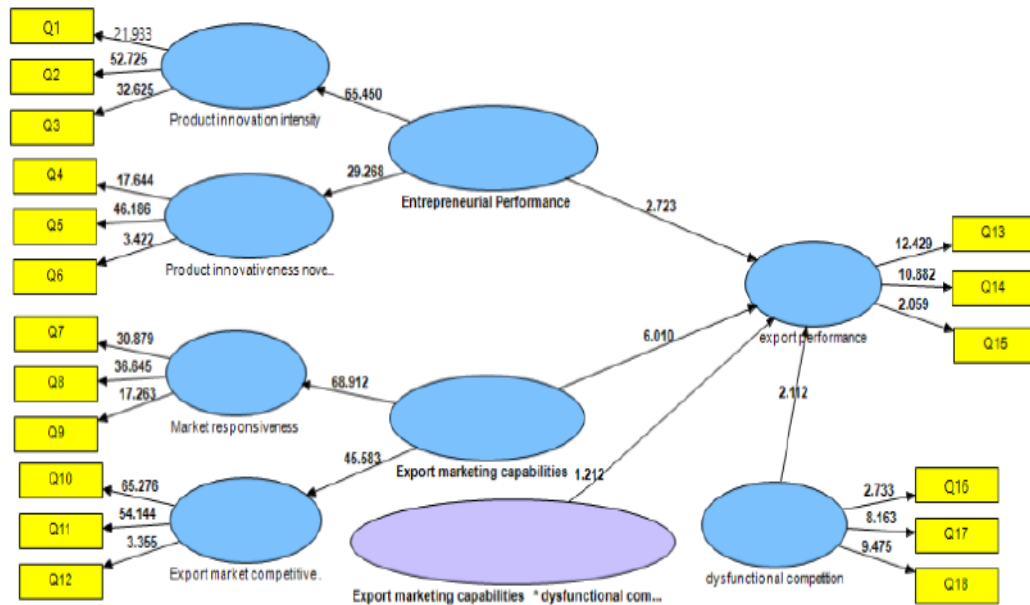 Q1
21.933
Q2
52.725
Q3
32.625
Product innovation intensity
65.450
Q4
17.644
Q5
46.186
Q6
3.422
Product innovativeness nove...
29.268
Entrepreneurial Performance
2.723
Q13
12.429
Q14
10.882
Q15
2.059
export performance
Q7
30.879
Q8
36.645
Q9
17.263
Market responsiveness
68.912
6.010
Q10
65.276
Q11
54.144
Q12
3.355
Export market competitive.
45.583
Export marketing capabilities
1.212
2.112
Export marketing capabilities * dysfunctional com...
Q16
2.733
Q17
8.163
Q18
9.475
dysfunctional competition